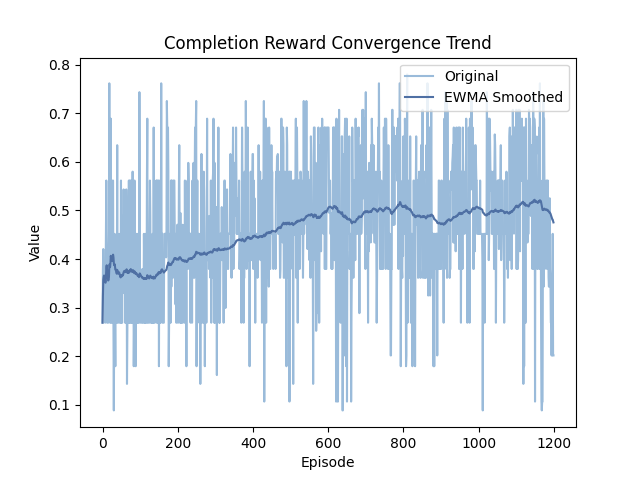 Completion Reward Convergence Trend
Original
EWMA Smoothed
0.8
0.7
0.6
0.5
0.4
0.3
0.2
0.1
Value
0 200 400 600 800 1000 1200
Episode